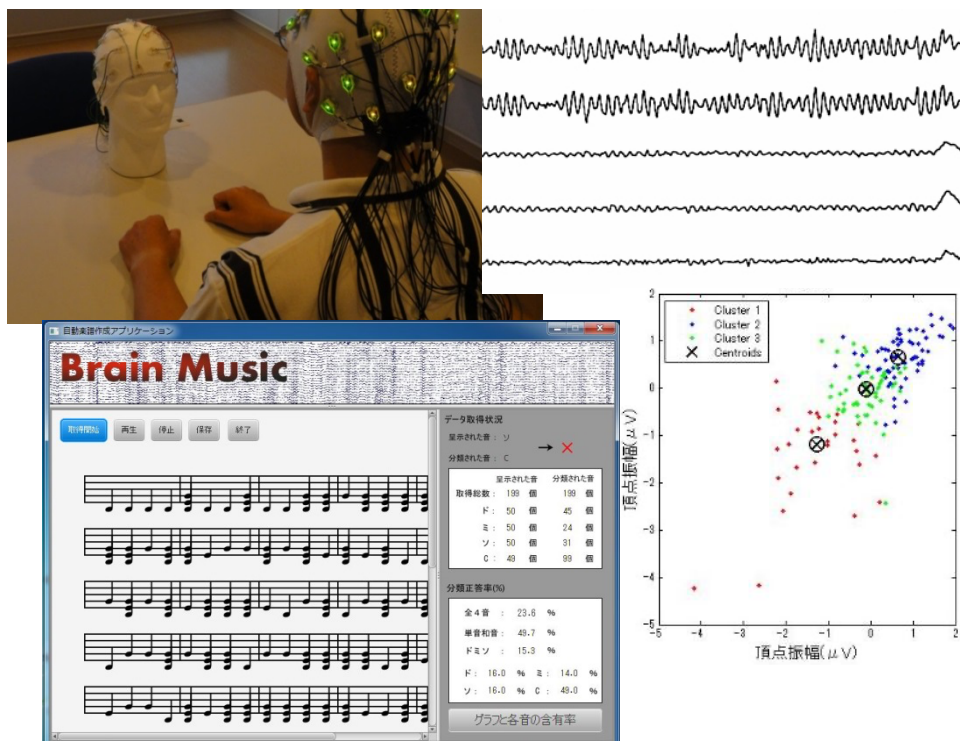 自動楽譜作成アプリケーション
Brain Music
取得開始 再生 停止 保存 終了
データ取得状況
呈示された音 : ソ
→ ×
分類された音 : C
呈示された音 分類された音
取得総数 : 199 個 199 個
ド : 50 個 45 個
ミ : 50 個 24 個
ソ : 50 個 31 個
C : 49 個 99 個
分類正答率(%)
全4音 : 23.6 %
単音和音 : 49.7 %
ドミソ : 15.3 %
ド : 16.0 % ミ : 14.0 %
ソ : 16.0 % C : 49.0 %
グラフと各音の含有率
Cluster 1
Cluster 2
Cluster 3
Centroids
2
1
0
-1
-2
-3
-4
-5
頂点振幅(μV)
-5 -4 -3 -2 -1 0 1 2
頂点振幅(μV)